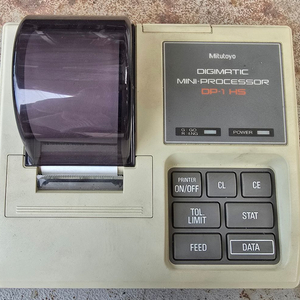 Mitutoyo
DIGIMATIC
MINI-PROCESSOR
DP-1 HS
POWER
PRINTER
ON/OFF
CL
CE
TOL
LIMIT
STAT
FEED
DATA